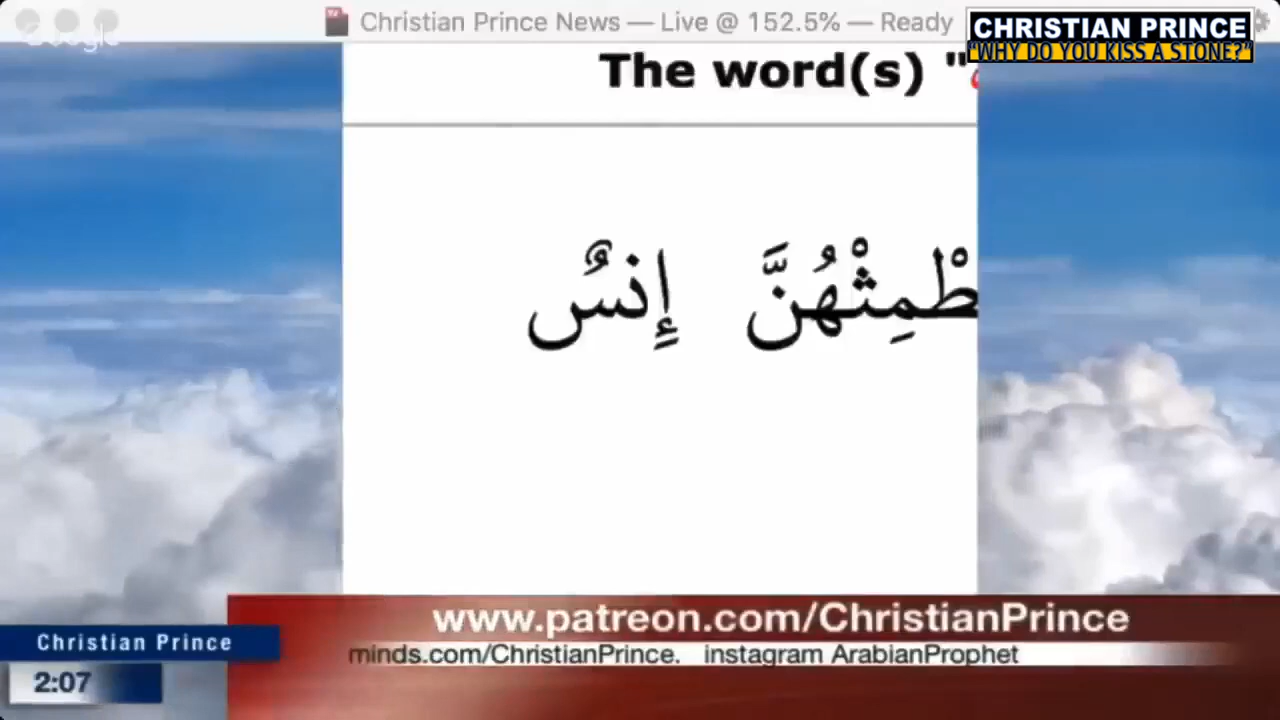 Google
Christian Prince News — Live @ 152.5% — Ready
CHRISTIAN PRINCE
"WHY DO YOU KISS A STONE?"
The word(s) "
طْمِثْهُنَّ إِنسٌ
www.patreon.com/ChristianPrince
Christian Prince
minds.com/ChristianPrince. instagram ArabianProphet
2:07